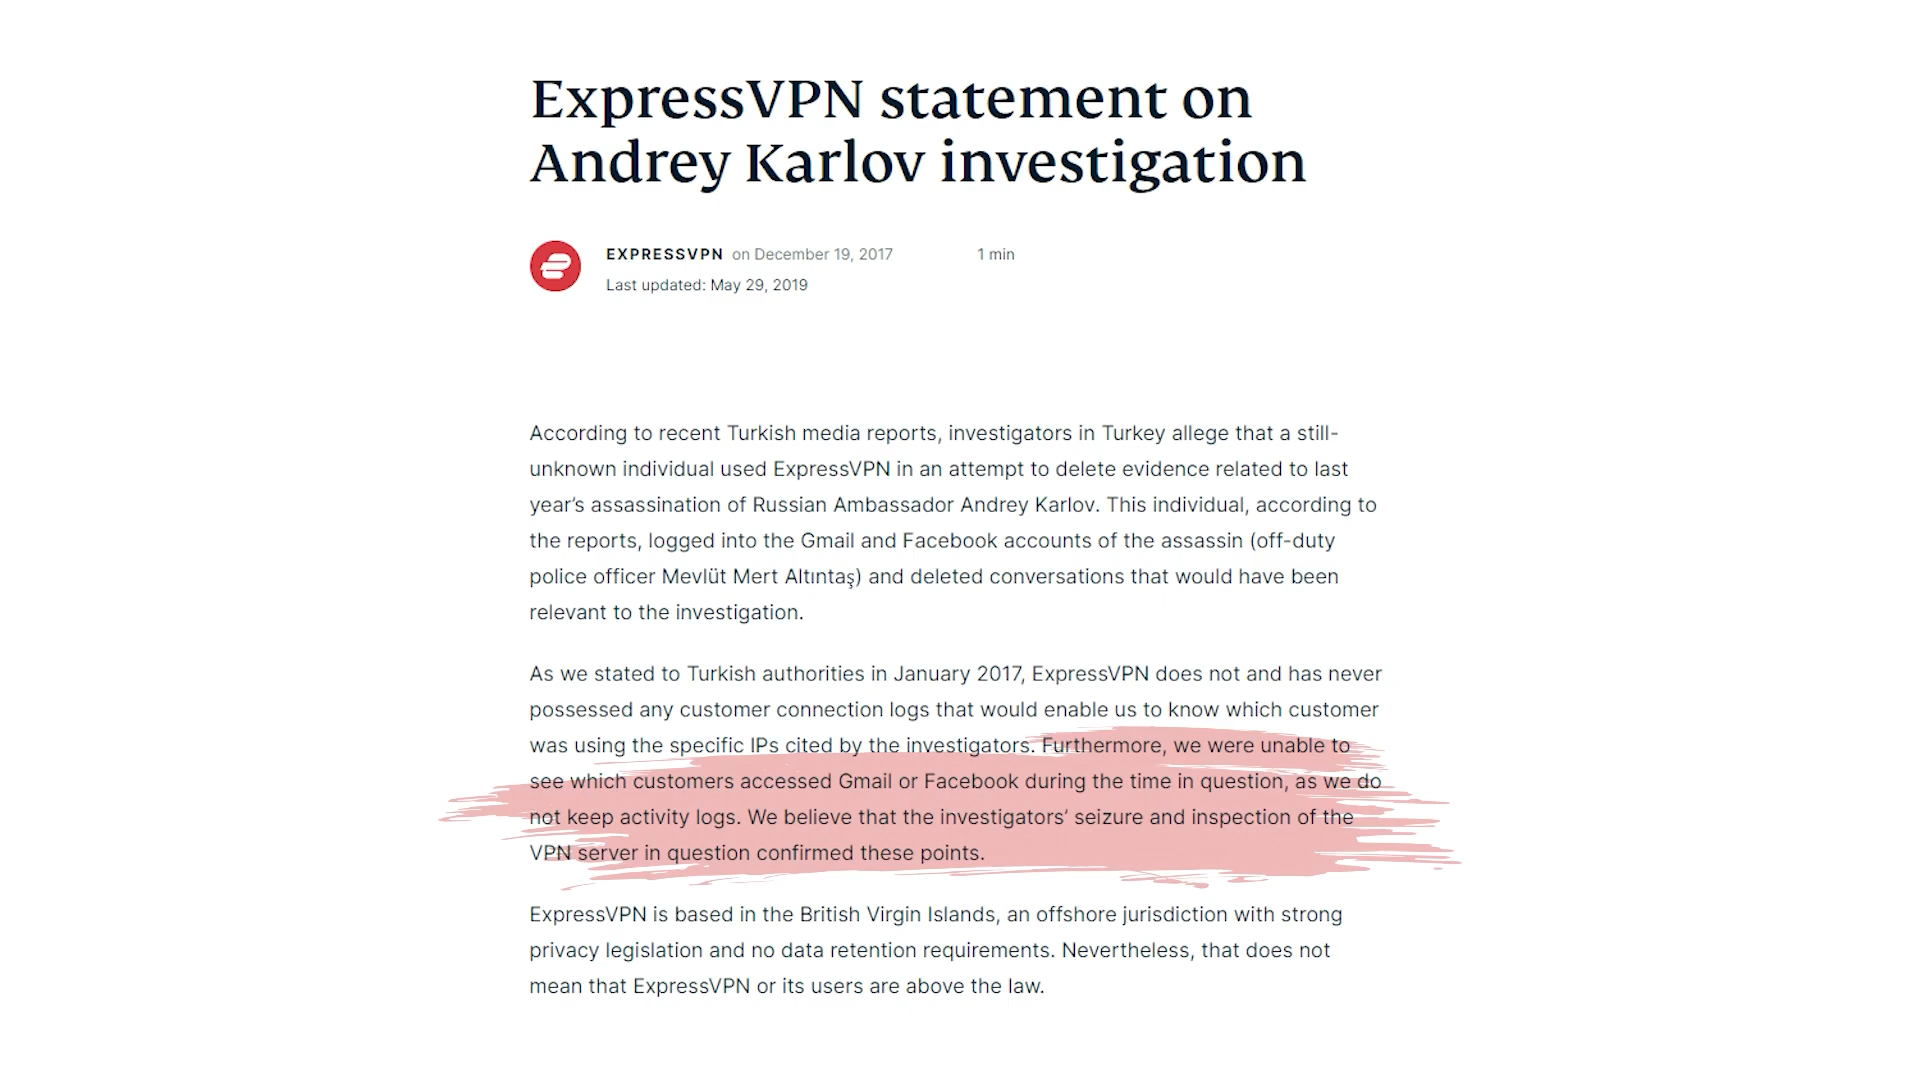 ExpressVPN statement on
Andrey Karlov investigation
EXPRESSVPN on December 19, 2017 1 min
Last updated: May 29, 2019
According to recent Turkish media reports, investigators in Turkey allege that a still-
unknown individual used ExpressVPN in an attempt to delete evidence related to last
year’s assassination of Russian Ambassador Andrey Karlov. This individual, according to
the reports, logged into the Gmail and Facebook accounts of the assassin (off-duty
police officer Mevlüt Mert Altıntaş) and deleted conversations that would have been
relevant to the investigation.
As we stated to Turkish authorities in January 2017, ExpressVPN does not and has never
possessed any customer connection logs that would enable us to know which customer
was using the specific IPs cited by the investigators. Furthermore, we were unable to
see which customers accessed Gmail or Facebook during the time in question, as we do
not keep activity logs. We believe that the investigators’ seizure and inspection of the
VPN server in question confirmed these points.
ExpressVPN is based in the British Virgin Islands, an offshore jurisdiction with strong
privacy legislation and no data retention requirements. Nevertheless, that does not
mean that ExpressVPN or its users are above the law.